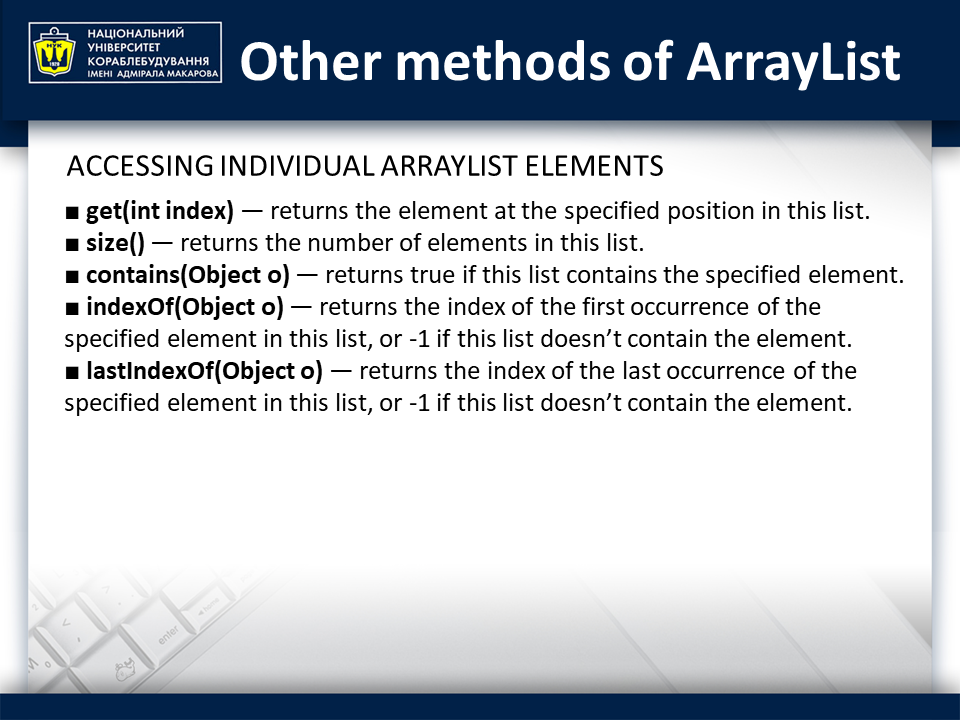 НАЦІОНАЛЬНИЙ
УНІВЕРСИТЕТ
КОРАБЛЕБУДУВАННЯ
ІМЕНІ АДМІРАЛА МАКАРОВА
НУК
1920
Other methods of ArrayList
ACCESSING INDIVIDUAL ARRAYLIST ELEMENTS
■ get(int index) — returns the element at the specified position in this list.
■ size() — returns the number of elements in this list.
■ contains(Object o) — returns true if this list contains the specified element.
■ indexOf(Object o) — returns the index of the first occurrence of the
specified element in this list, or -1 if this list doesn’t contain the element.
■ lastIndexOf(Object o) — returns the index of the last occurrence of the
specified element in this list, or -1 if this list doesn’t contain the element.
enter